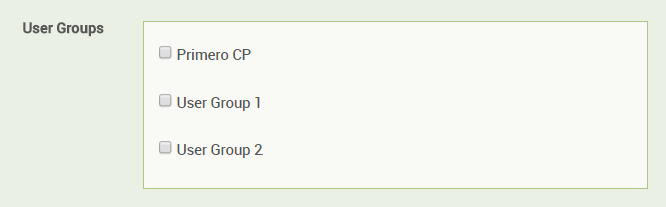 User Groups
Primero CP
User Group 1
User Group 2